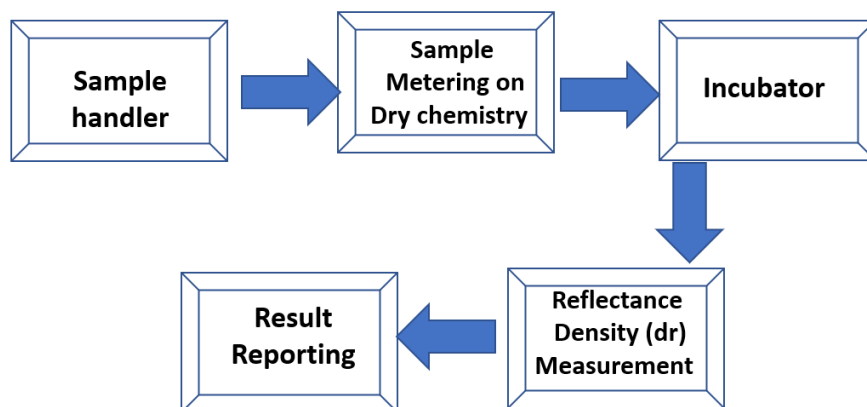 Sample
handler
Sample
Metering on
Dry chemistry
Incubator
Reflectance
Density (dr)
Measurement
Result
Reporting